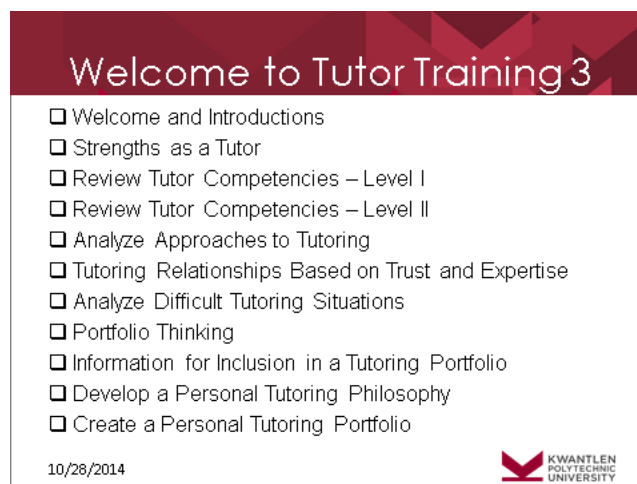 Welcome to Tutor Training 3
❑ Welcome and Introductions
❑ Strengths as a Tutor
❑ Review Tutor Competencies – Level I
❑ Review Tutor Competencies – Level II
❑ Analyze Approaches to Tutoring
❑ Tutoring Relationships Based on Trust and Expertise
❑ Analyze Difficult Tutoring Situations
❑ Portfolio Thinking
❑ Information for Inclusion in a Tutoring Portfolio
❑ Develop a Personal Tutoring Philosophy
❑ Create a Personal Tutoring Portfolio
10/28/2014
KWANTLEN
POLYTECHNIC
UNIVERSITY